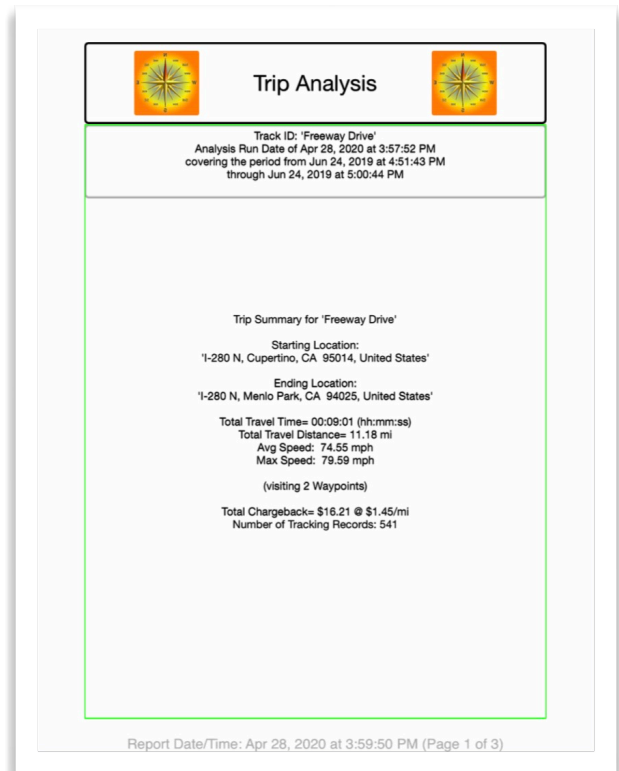 Trip Analysis
Track ID: 'Freeway Drive'
Analysis Run Date of Apr 28, 2020 at 3:57:52 PM
covering the period from Jun 24, 2019 at 4:51:43 PM
through Jun 24, 2019 at 5:00:44 PM
Trip Summary for 'Freeway Drive'
Starting Location:
'I-280 N, Cupertino, CA  95014, United States'
Ending Location:
'I-280 N, Menlo Park, CA  94025, United States'
Total Travel Time= 00:09:01 (hh:mm:ss)
Total Travel Distance= 11.18 mi
Avg Speed:  74.55 mph
Max Speed:  79.59 mph
(visiting 2 Waypoints)
Total Chargeback= $16.21 @ $1.45/mi
Number of Tracking Records: 541
Report Date/Time: Apr 28, 2020 at 3:59:50 PM (Page 1 of 3)